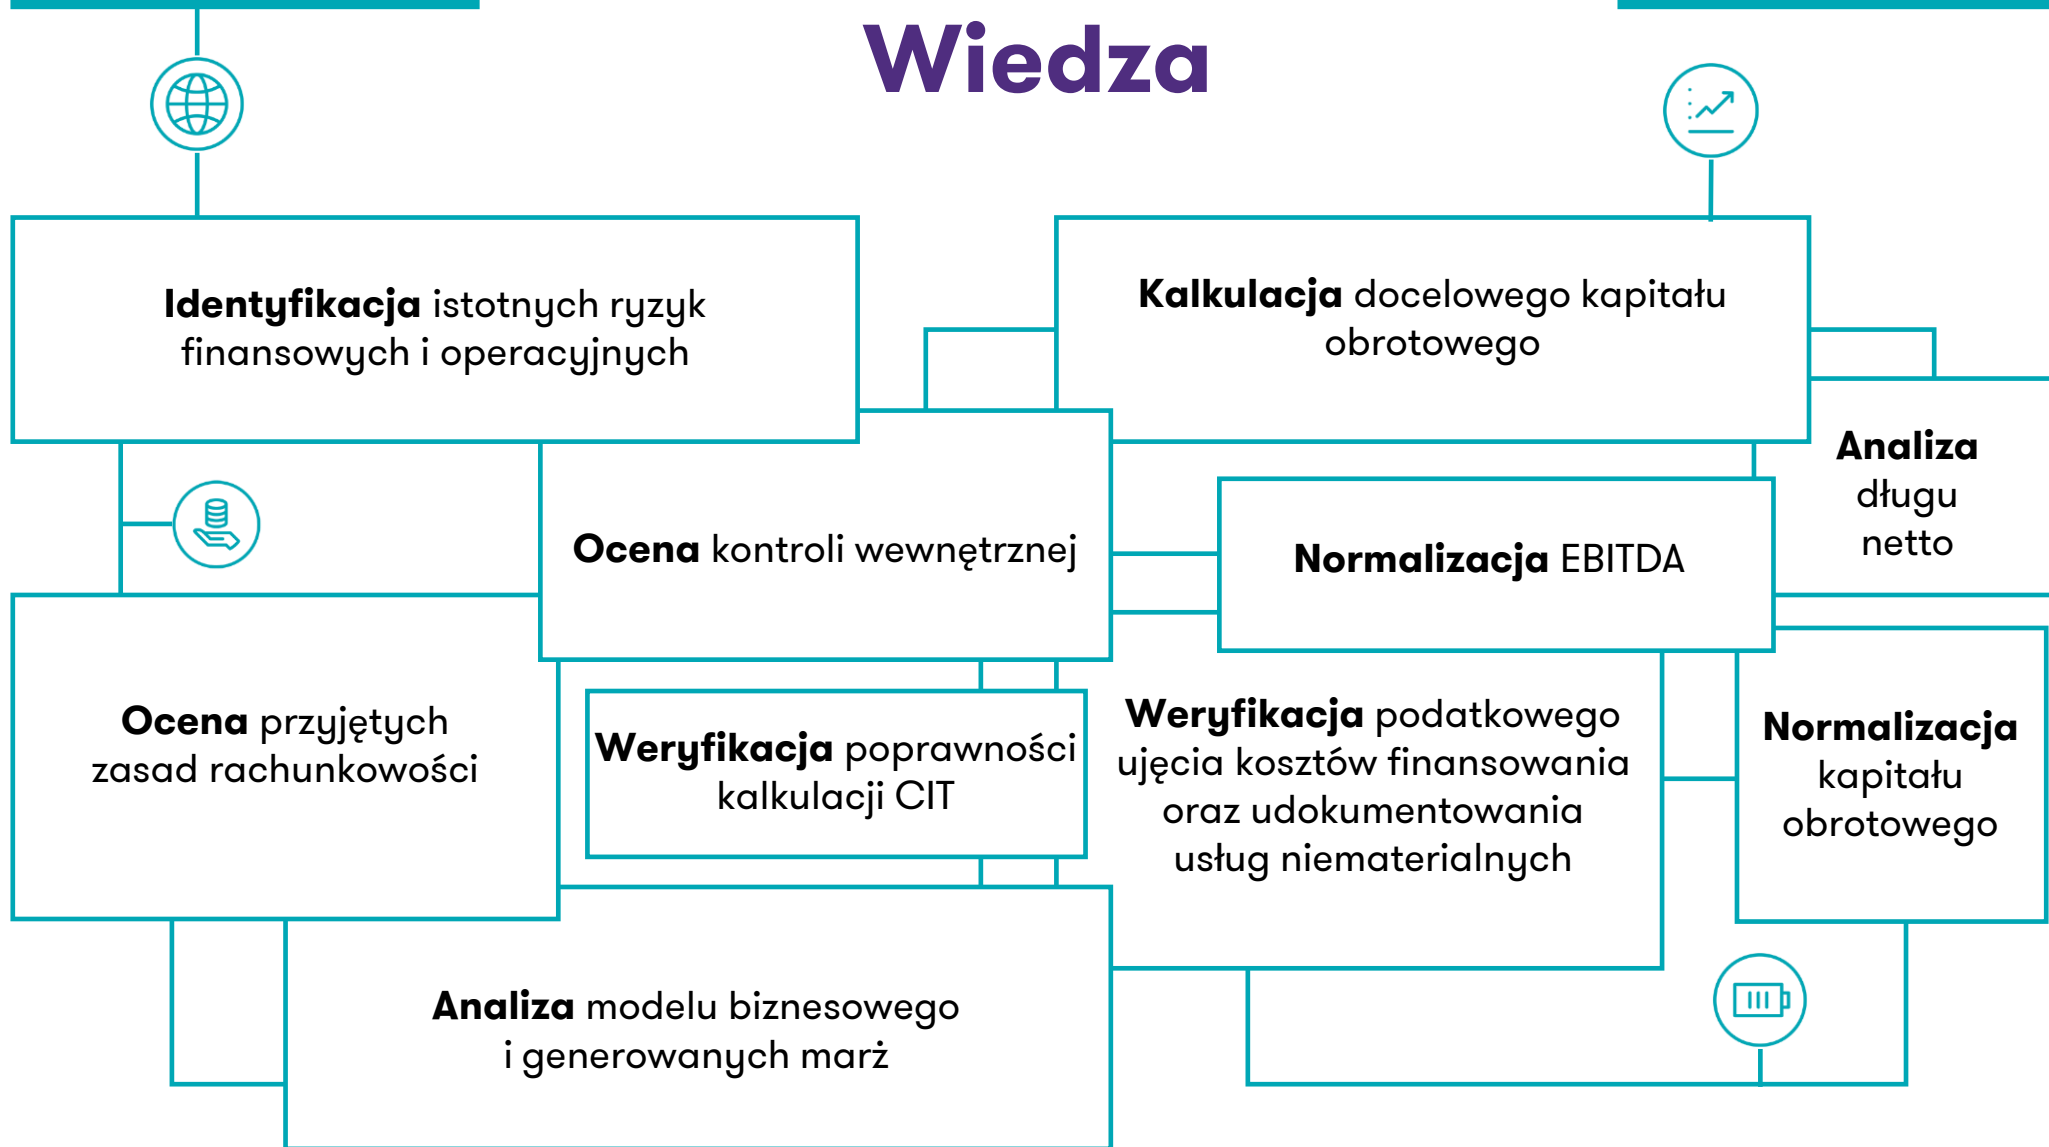 Wiedza
Identyfikacja istotnych ryzyk
finansowych i operacyjnych
Kalkulacja docelowego kapitału
obrotowego
Analiza
długu
netto
Ocena kontroli wewnętrznej
Normalizacja EBITDA
Ocena przyjętych
zasad rachunkowości
Weryfikacja poprawności
kalkulacji CIT
Weryfikacja podatkowego
ujęcia kosztów finansowania
oraz udokumentowania
usług niematerialnych
Normalizacja
kapitału
obrotowego
Analiza modelu biznesowego
i generowanych marż